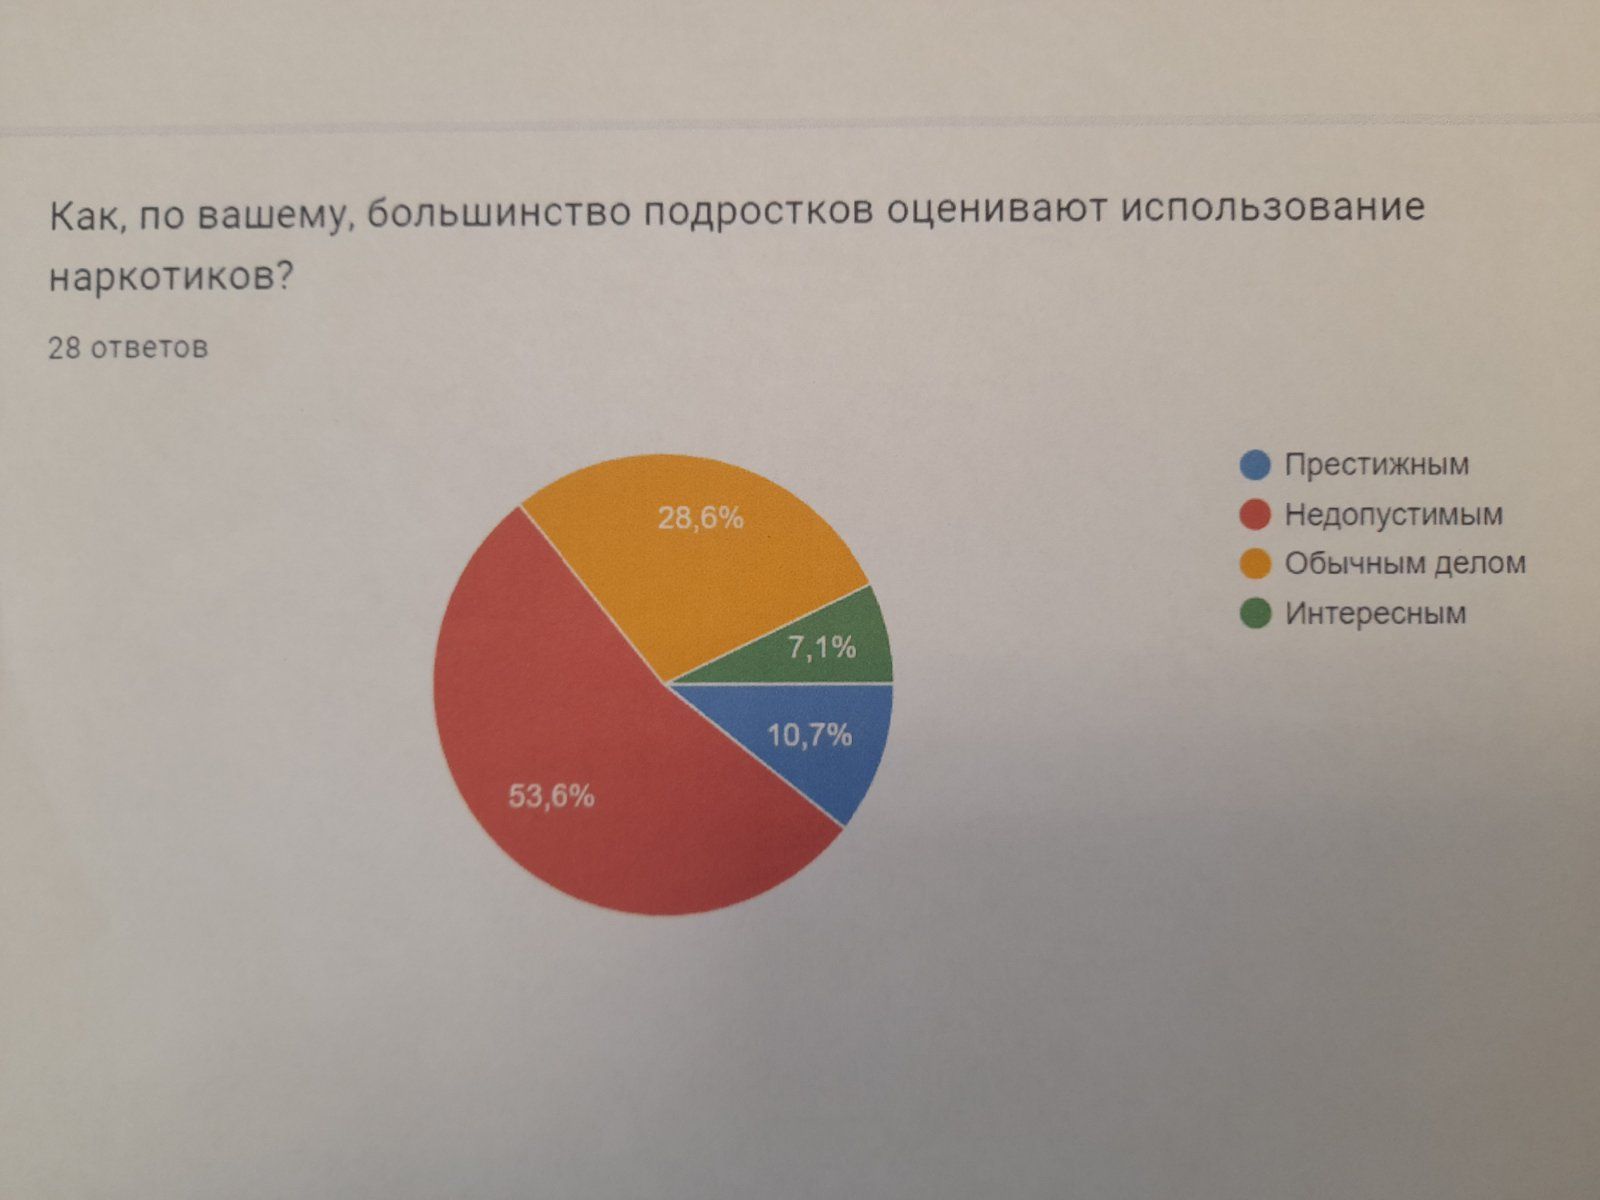 Как, по вашему, большинство подростков оценивают использование
наркотиков?
28 ответов
Престижным
Недопустимым
Обычным делом
Интересным
28,6%
7,1%
10,7%
53,6%